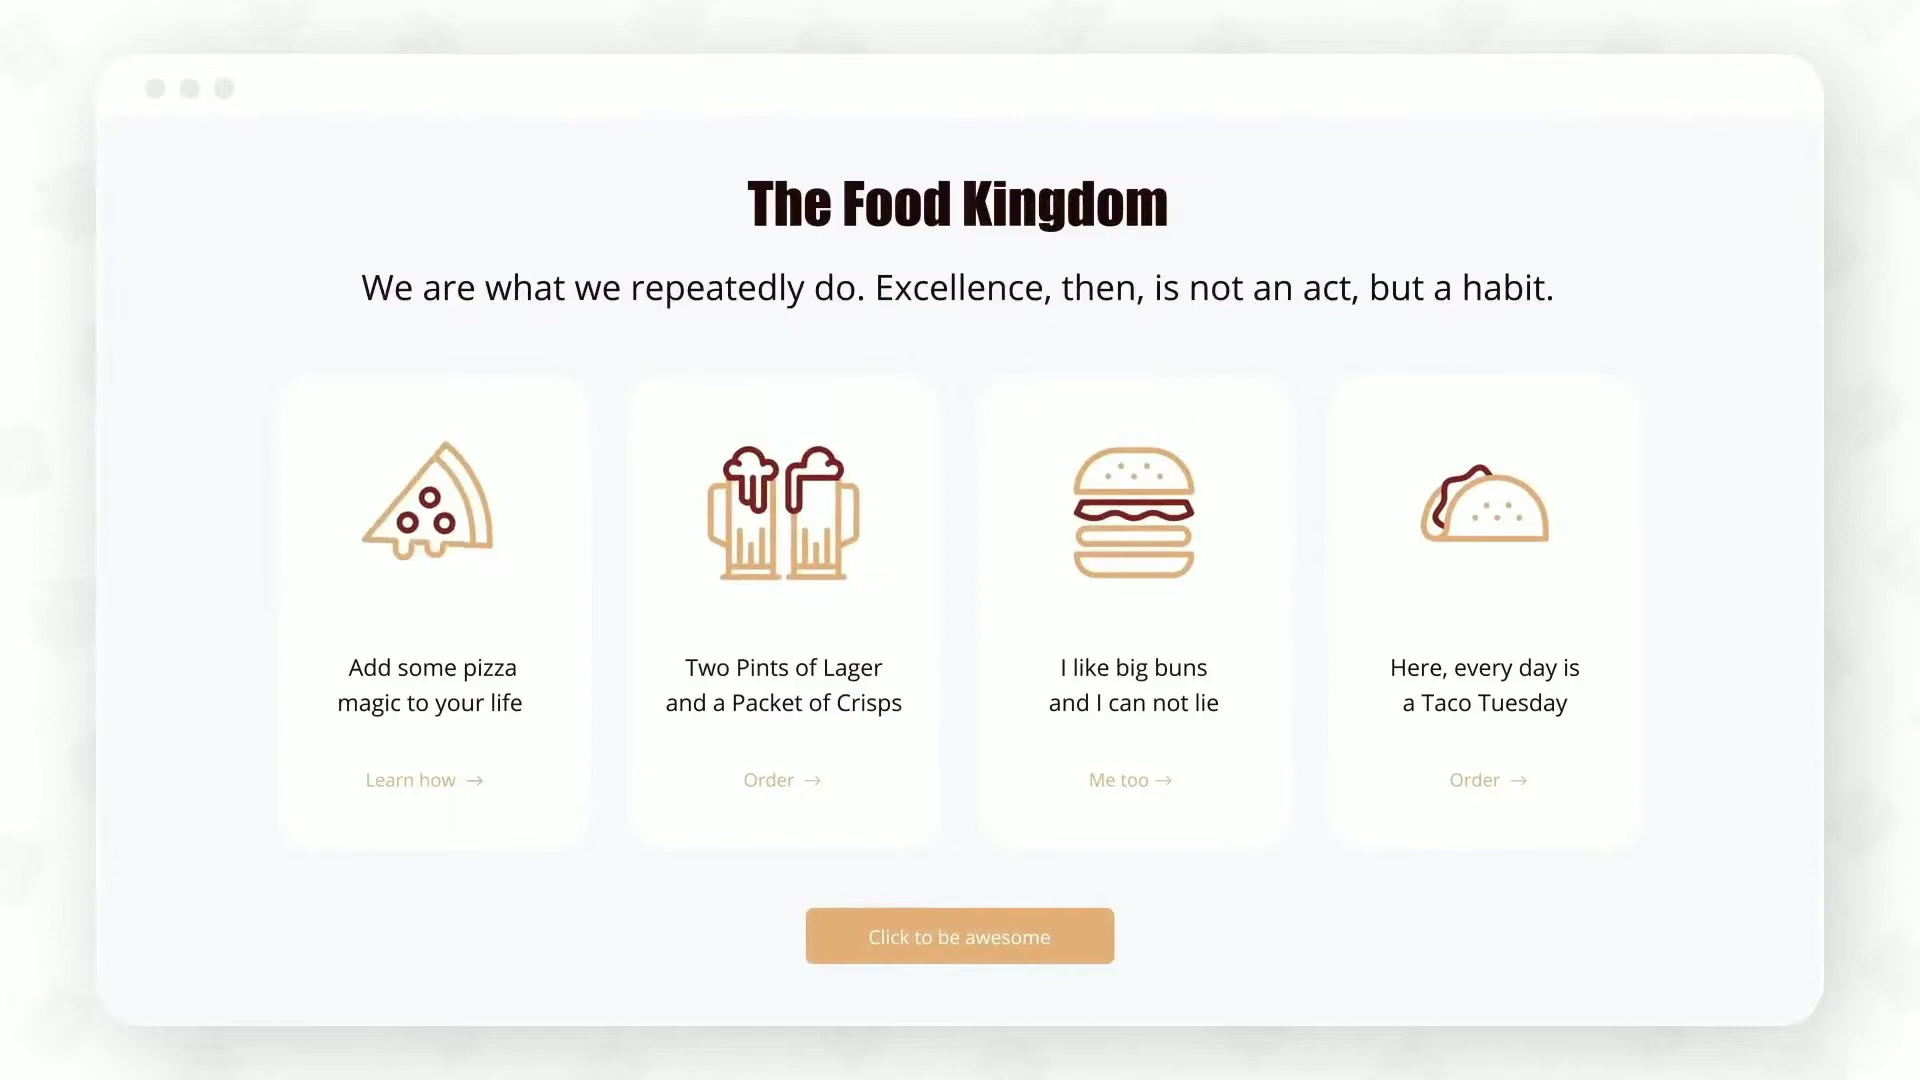 The Food Kingdom
We are what we repeatedly do. Excellence, then, is not an act, but a habit.
Add some pizza
magic to your life
Learn how →
Two Pints of Lager
and a Packet of Crisps
Order →
I like big buns
and I can not lie
Me too →
Here, every day is
a Taco Tuesday
Order →
Click to be awesome